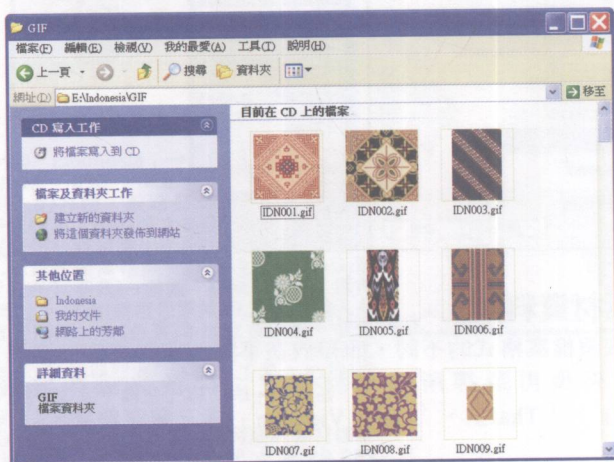 GIF
檔案(F) 編輯(E) 檢視(V) 我的最愛(A) 工具(T) 說明(H)
上一頁 搜尋 資料夾
網址(D) E:\Indonesia\GIF 移至
CD 寫入工作
將檔案寫入到 CD
檔案及資料夾工作
建立新的資料夾
將這個資料夾發佈到網站
其他位置
Indonesia
我的文件
網路上的芳鄰
詳細資料
GIF
檔案資料夾
目前在 CD 上的檔案
IDN001.gif IDN002.gif IDN003.gif
IDN004.gif IDN005.gif IDN006.gif
IDN007.gif IDN008.gif IDN009.gif